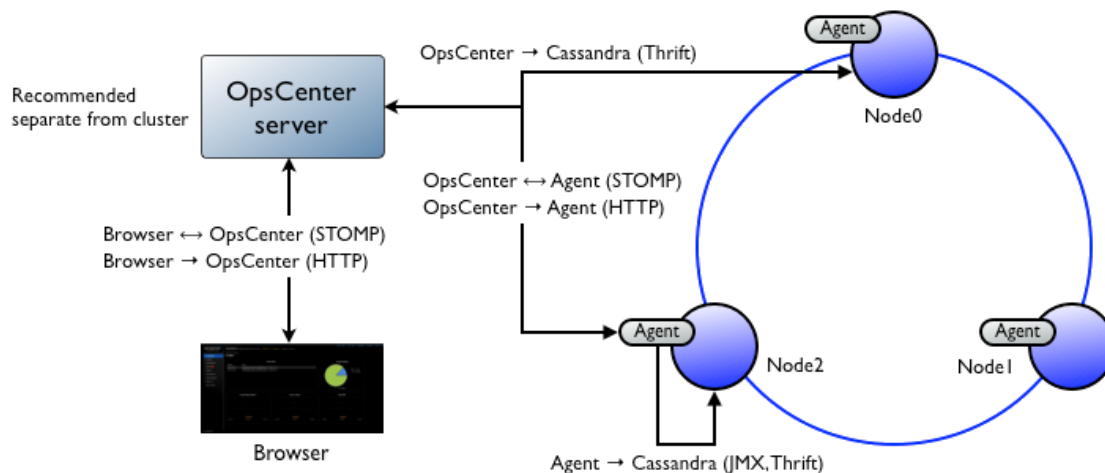 Agent
OpsCenter → Cassandra (Thrift)
OpsCenter
server
Recommended
separate from cluster
Node0
OpsCenter ↔ Agent (STOMP)
OpsCenter → Agent (HTTP)
Browser ↔ OpsCenter (STOMP)
Browser → OpsCenter (HTTP)
Agent
Agent
Node2
Node1
Browser
Agent → Cassandra (JMX, Thrift)